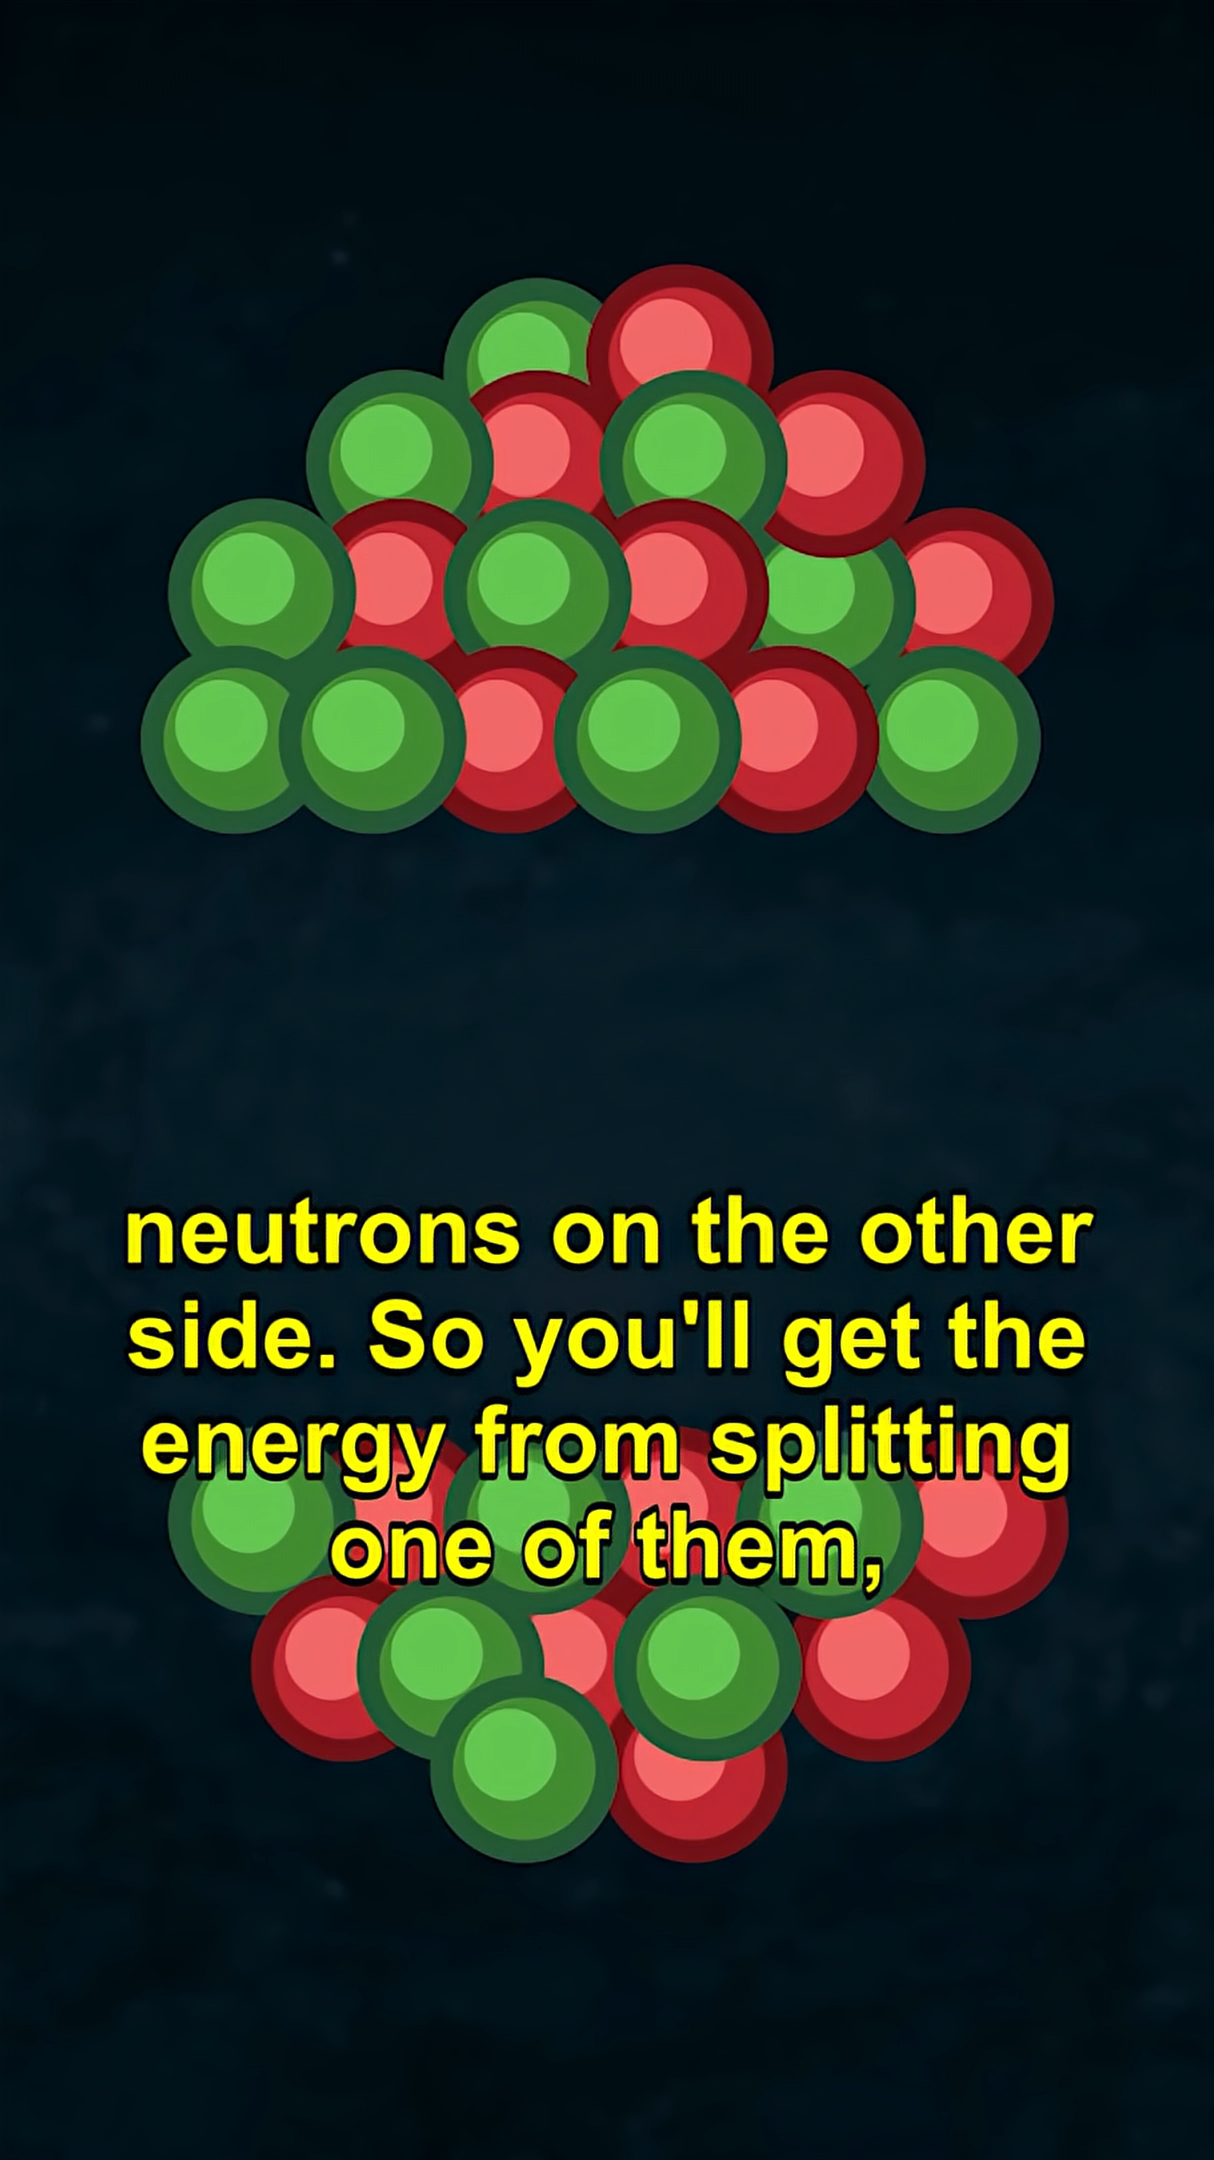 neutrons on the other
side. So you'll get the
energy from splitting
one of them,